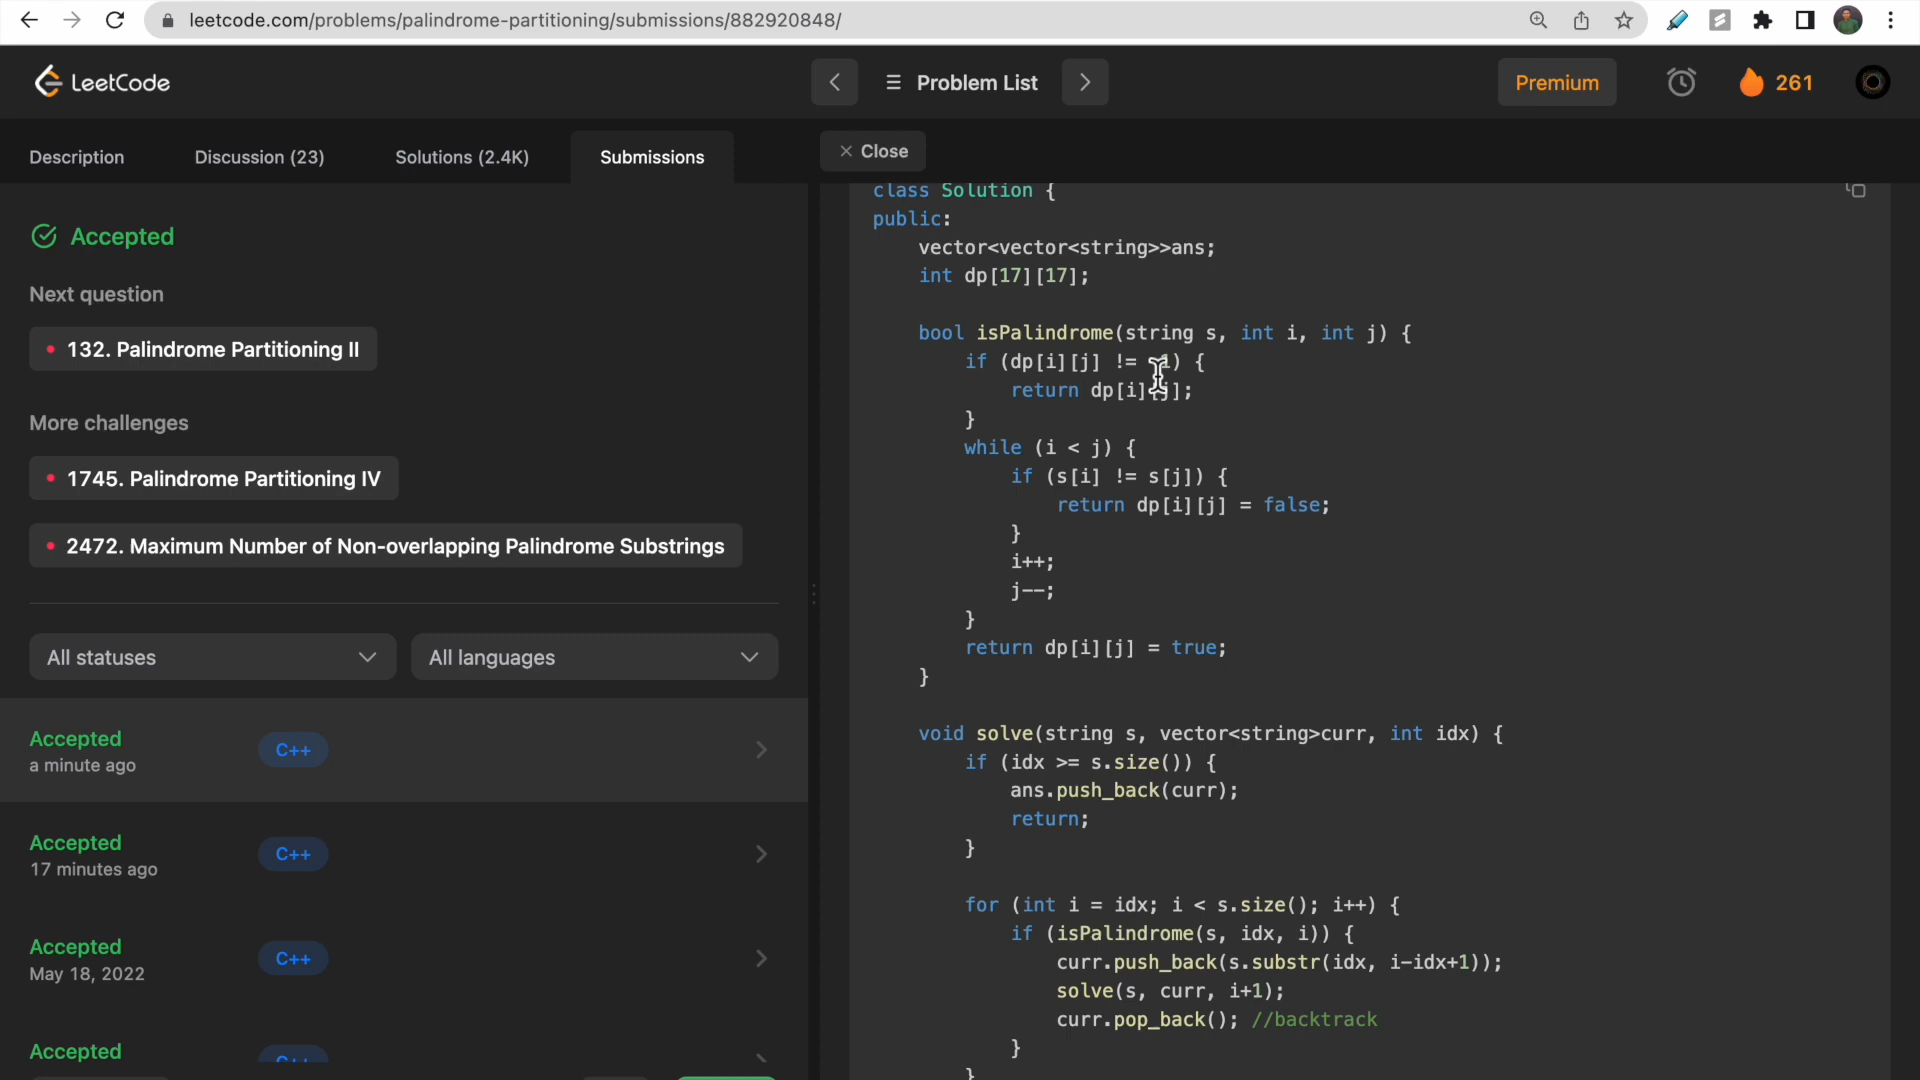 leetcode.com/problems/palindrome-partitioning/submissions/882920848/
LeetCode
Problem List
Premium
261
Description
Discussion (23)
Solutions (2.4K)
Submissions
Close
Accepted
Next question
132. Palindrome Partitioning II
More challenges
1745. Palindrome Partitioning IV
2472. Maximum Number of Non-overlapping Palindrome Substrings
All statuses
All languages
Accepted
a minute ago
C++
Accepted
17 minutes ago
C++
Accepted
May 18, 2022
C++
Accepted
C++
class Solution {
public:
vector<vector<string>>ans;
int dp[17][17];
bool isPalindrome(string s, int i, int j) {
if (dp[i][j] != -1) {
return dp[i][j];
}
while (i < j) {
if (s[i] != s[j]) {
return dp[i][j] = false;
}
i++;
j--;
}
return dp[i][j] = true;
}
void solve(string s, vector<string>curr, int idx) {
if (idx >= s.size()) {
ans.push_back(curr);
return;
}
for (int i = idx; i < s.size(); i++) {
if (isPalindrome(s, idx, i)) {
curr.push_back(s.substr(idx, i-idx+1));
solve(s, curr, i+1);
curr.pop_back(); //backtrack
}
}